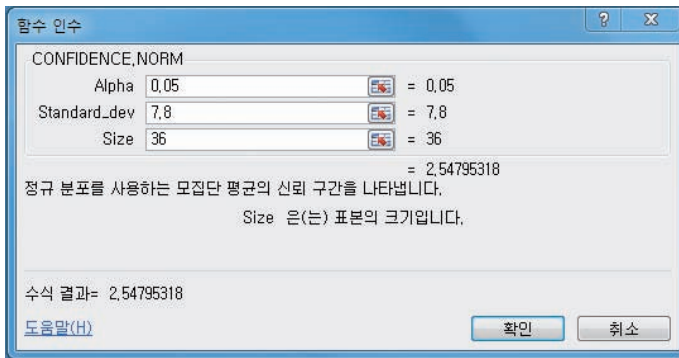 함수 인수
CONFIDENCE.NORM
Alpha 0.05 = 0.05
Standard_dev 7.8 = 7.8
Size 36 = 36
= 2.54795318
정규 분포를 사용하는 모집단 평균의 신뢰 구간을 나타냅니다.
Size 은(는) 표본의 크기입니다.
수식 결과= 2.54795318
도움말(H)
확인
취소